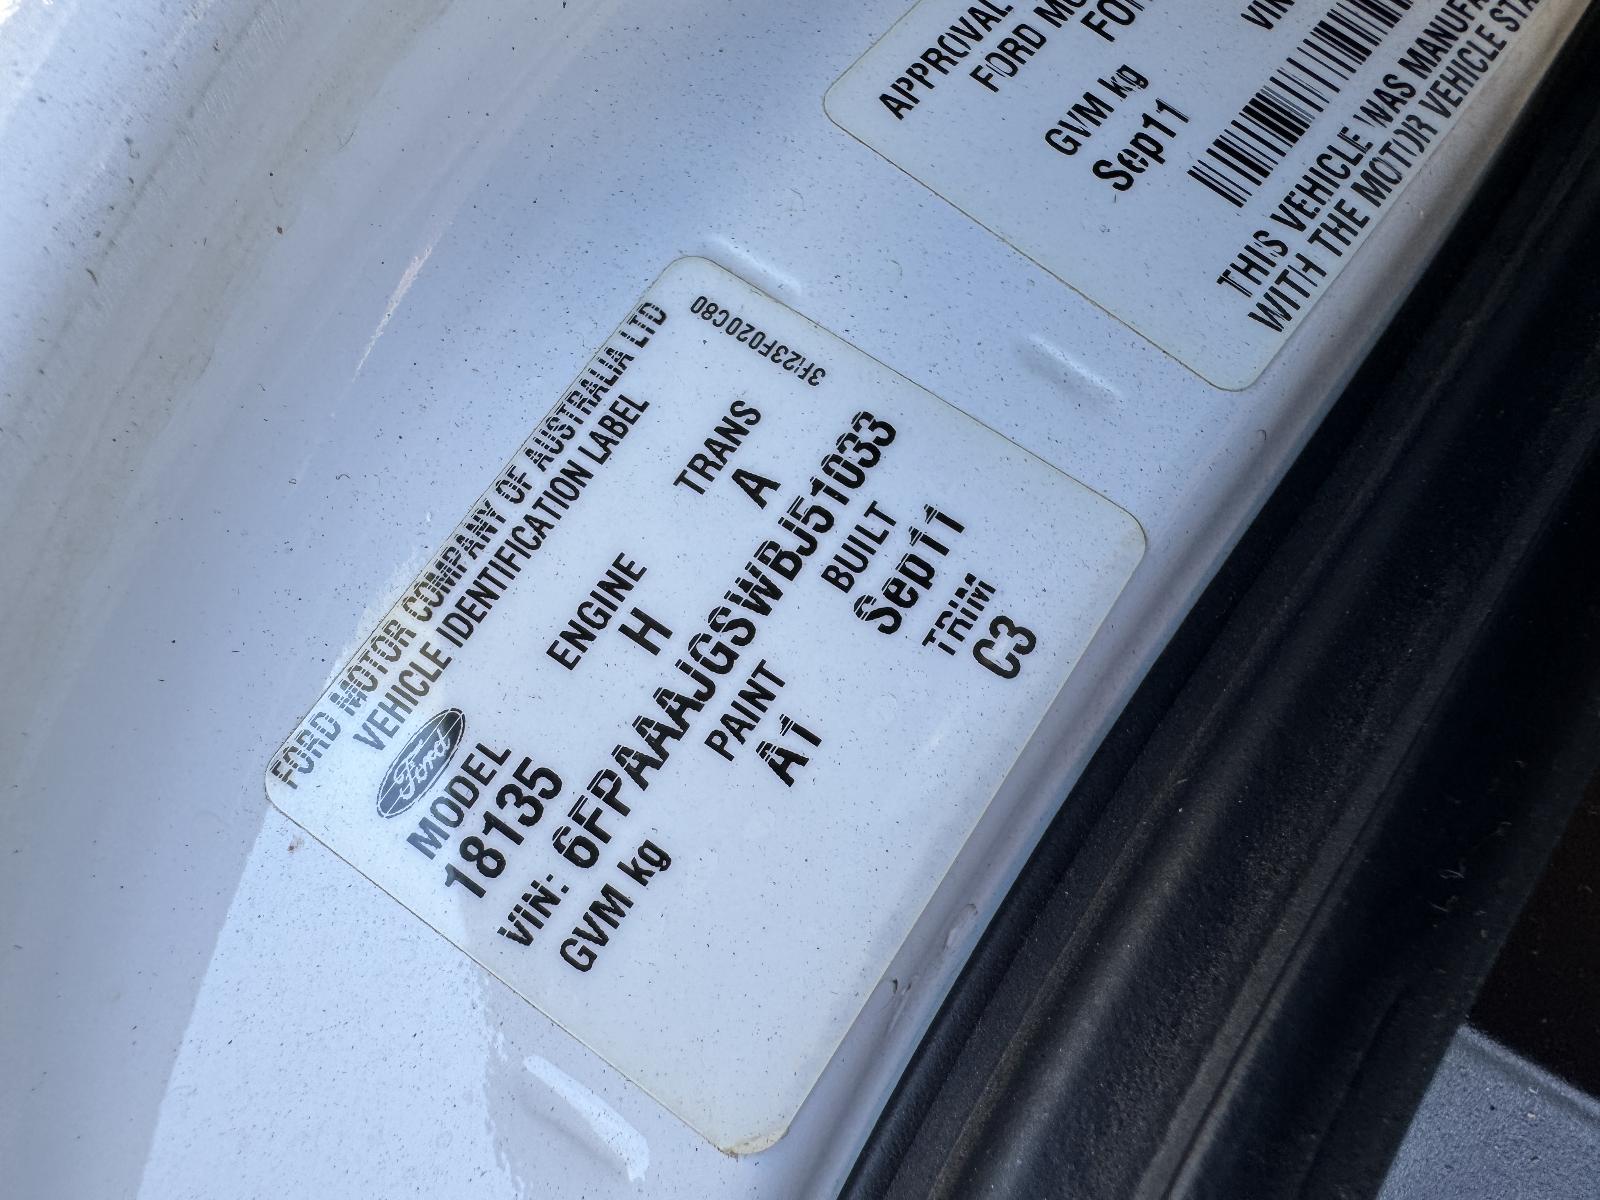 APPROVAL
FORD MO
FOR
GVM kg
VIN
Sep11
THIS VEHICLE WAS MANUFA
WITH THE MOTOR VEHICLE STA
FORD MOTOR COMPANY OF AUSTRALIA LTD
VEHICLE IDENTIFICATION LABEL
Ford
MODEL ENGINE TRANS
18135 H A
VIN: 6FPAAAJGSWBJ51033
GVM kg PAINT BUILT
A1 Sep11
TRIM
C3